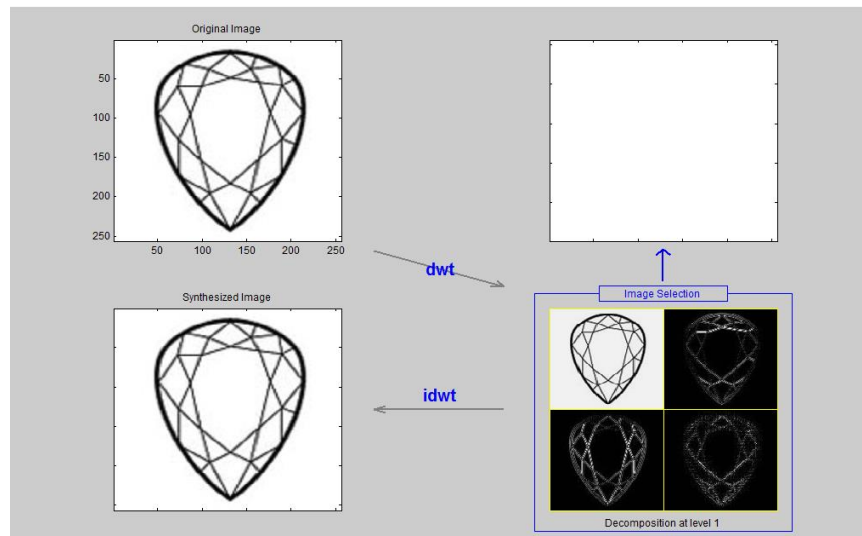 Original Image
50
100
150
200
250
50 100 150 200 250
dwt
Image Selection
Synthesized Image
idwt
Decomposition at level 1